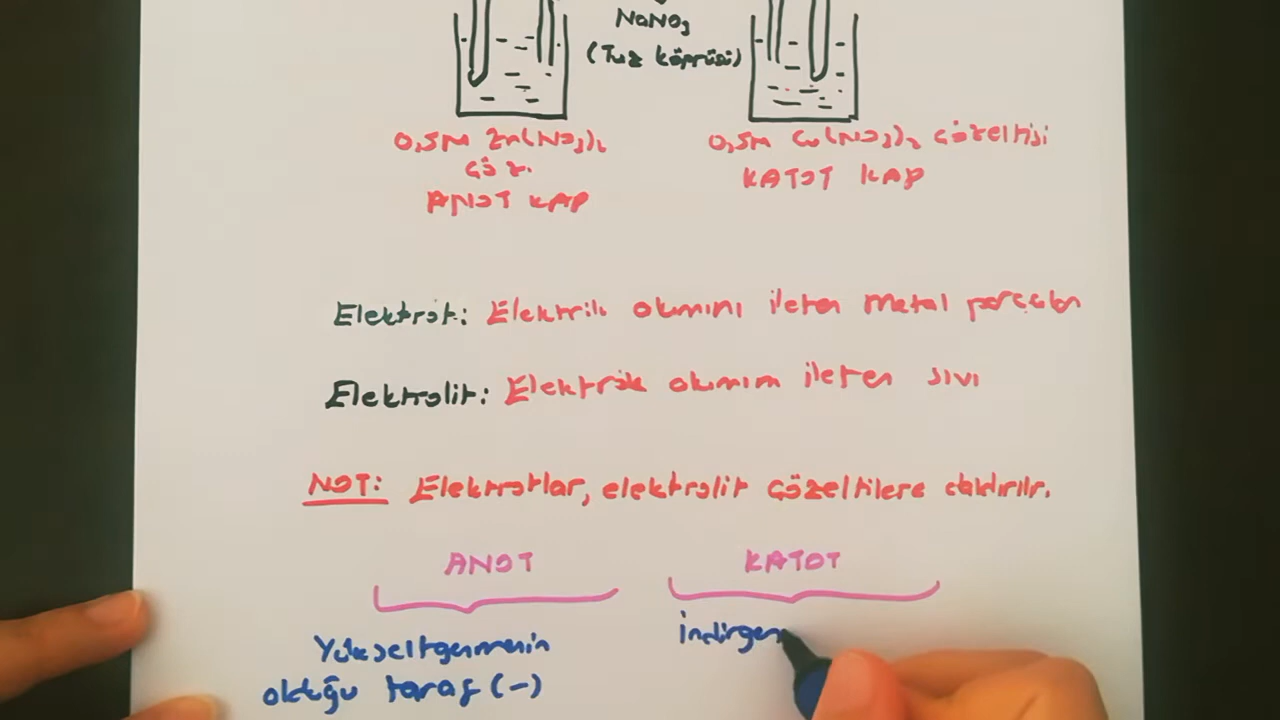 NaNO3
(Tuz köprüsü)
0,5M Zn(NO3)2
çöz.
ANOT KAP
0,5M Cu(NO3)2 çözeltisi
KATOT KAP
Elektrot: Elektrik akımını ileten metal parçaları
Elektrolit: Elektrik akımını ileten sıvı
NOT: Elektrotlar, elektrolit çözeltilere daldırılır.
ANOT
KATOT
Yükseltgenmenin
olduğu taraf (-)
İndirgen